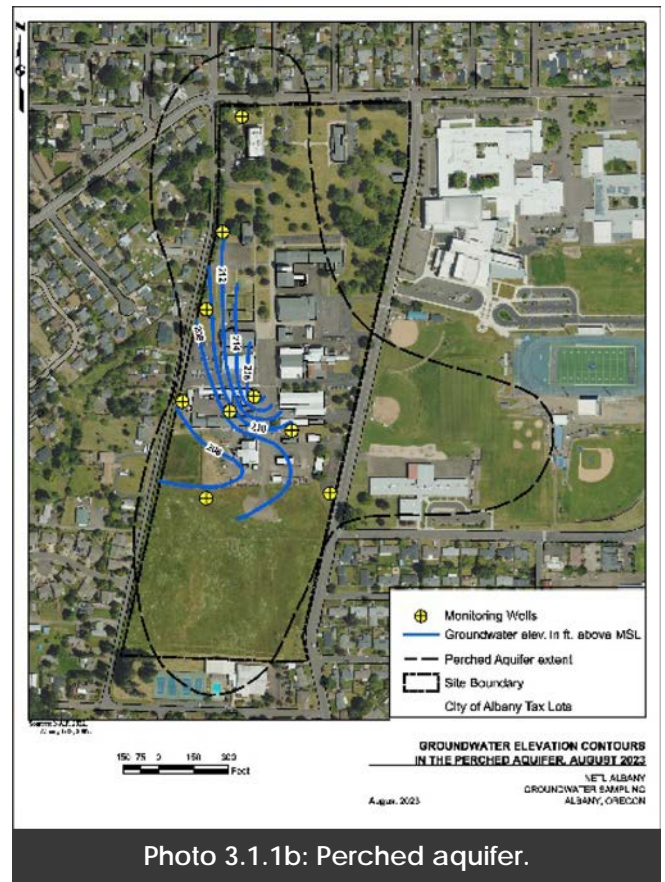 N
212
208
214
216
210
206
Monitoring Wells
Groundwater elev. in ft. above MSL
Perched Aquifer extent
Site Boundary
City of Albany Tax Lots
150 75 0 150 300
Feet
GROUNDWATER ELEVATION CONTOURS
IN THE PERCHED AQUIFER, AUGUST 2023
NETL ALBANY
GROUNDWATER SAMPLING
August, 2023 ALBANY, OREGON
Photo 3.1.1b: Perched aquifer.